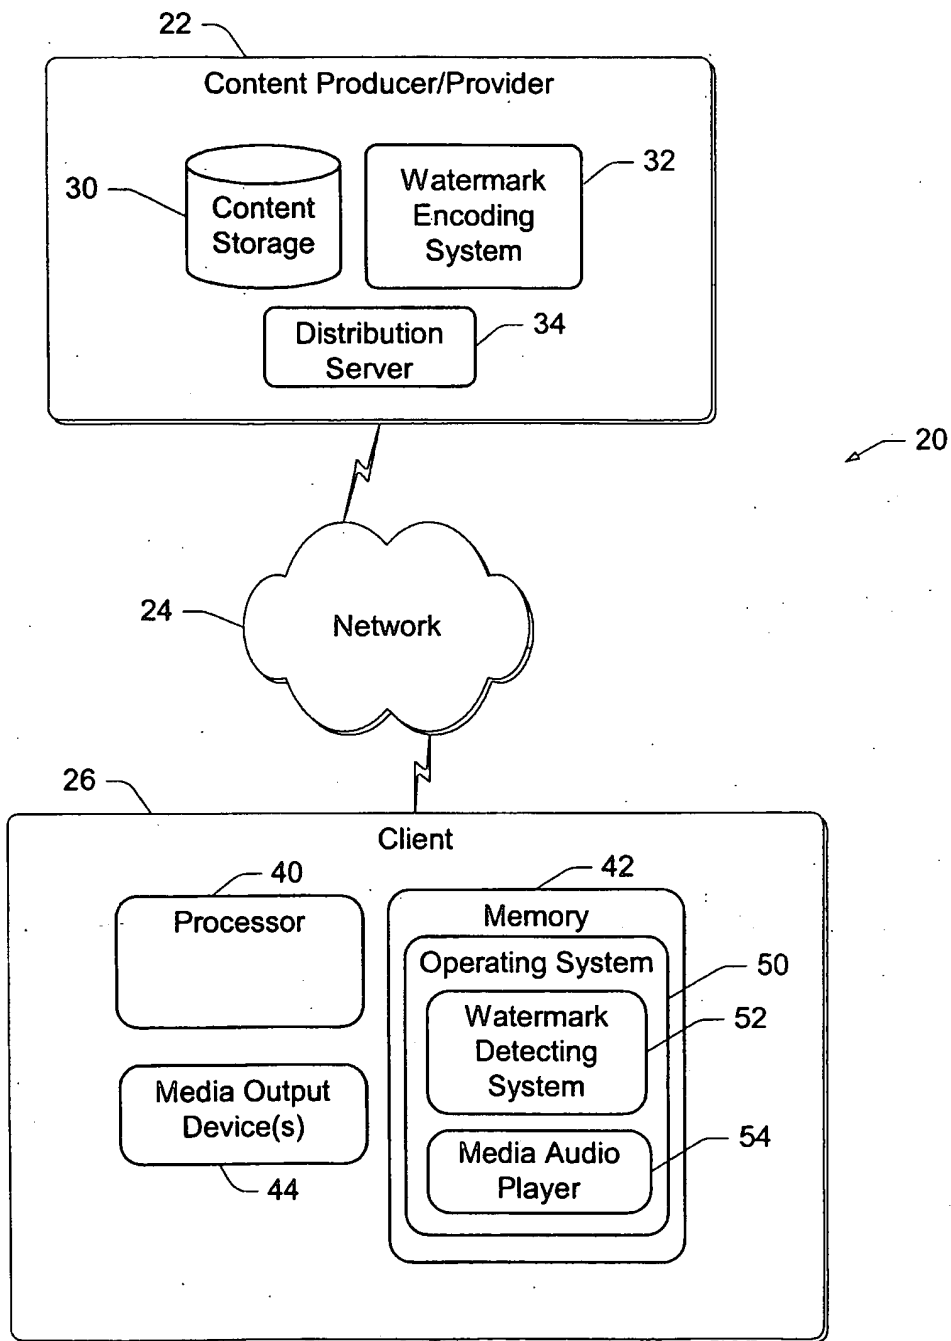 22
Content Producer/Provider
30
Content
Storage
Watermark
Encoding
System
32
Distribution
Server
34
20
24
Network
26
Client
40
Processor
42
Memory
Operating System
50
Watermark
Detecting
System
52
Media Output
Device(s)
44
Media Audio
Player
54